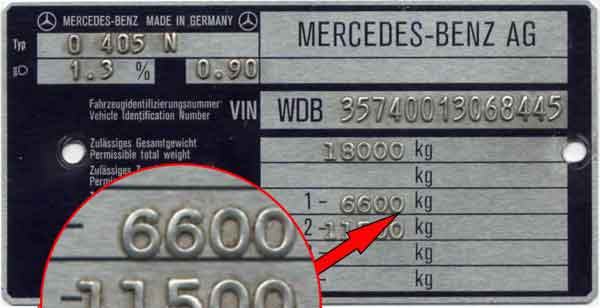 MERCEDES-BENZ MADE IN GERMANY
Typ O 405 N
1.3 % 0.90
MERCEDES-BENZ AG
Fahrzeugidentifizierungsnummer
Vehicle Identification Number
VIN WDB 35740013068445
Zulässiges Gesamtgewicht
Permissible total weight
18000 kg
Zulässiges
Permis
kg
1 - 6600 kg
2 - 11500 kg
kg
- kg
- 6600
- 11500